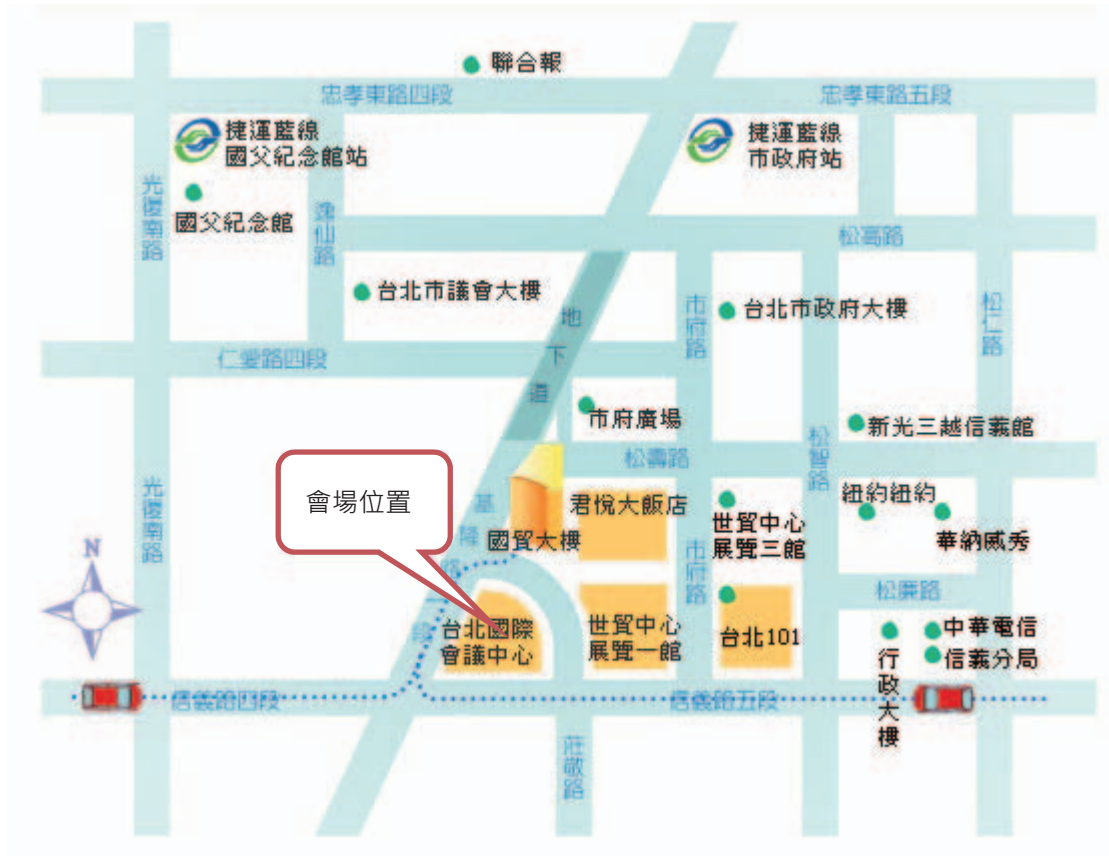 聯合報
忠孝東路四段
忠孝東路五段
捷運藍線
國父紀念館站
捷運藍線
市政府站
光復南路
國父紀念館
逸仙路
松高路
台北市議會大樓
地下道
市府路
台北市政府大樓
松仁路
仁愛路四段
市府廣場
新光三越信義館
松智路
松壽路
光復南路
會場位置
基隆路一段
國貿大樓
君悅大飯店
世貿中心
展覽三館
紐約紐約
華納威秀
N
市府路
松廉路
台北國際
會議中心
世貿中心
展覽一館
台北101
行政大樓
中華電信
信義分局
信義路四段
信義路五段
莊敬路